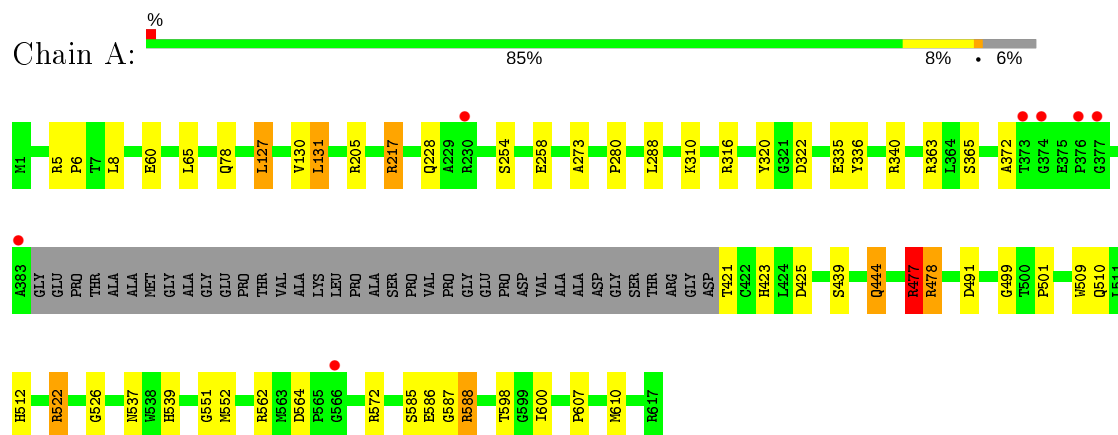 %
Chain A:
85% 8% • 6%
M1 R5 P6 T7 L8 E60 L65 Q78 L127 V130 L131 R205 R217 Q228 A229 R230 S254 E258 A273 P280 L288 K310 R316 Y320 G321 D322 E335 Y336 R340 R363 L364 S365 A372 T373 G374 E375 P376 G377
A383 GLY GLU PRO THR ALA ALA MET GLY ALA GLY GLU PRO THR VAL ALA LYS LEU PRO ALA SER PRO VAL PRO GLY GLU PRO ASP VAL ALA ALA ASP GLY SER THR ARG GLY ASP T421 C422 H423 L424 D425 S439 Q444 R477 R478 D491 G499 T500 P501 W509 Q510 L511
H512 R522 G526 N537 W538 H539 G551 M552 R562 M563 D564 P565 G566 R572 S585 E586 G587 R588 T598 G599 I600 P607 M610 R617